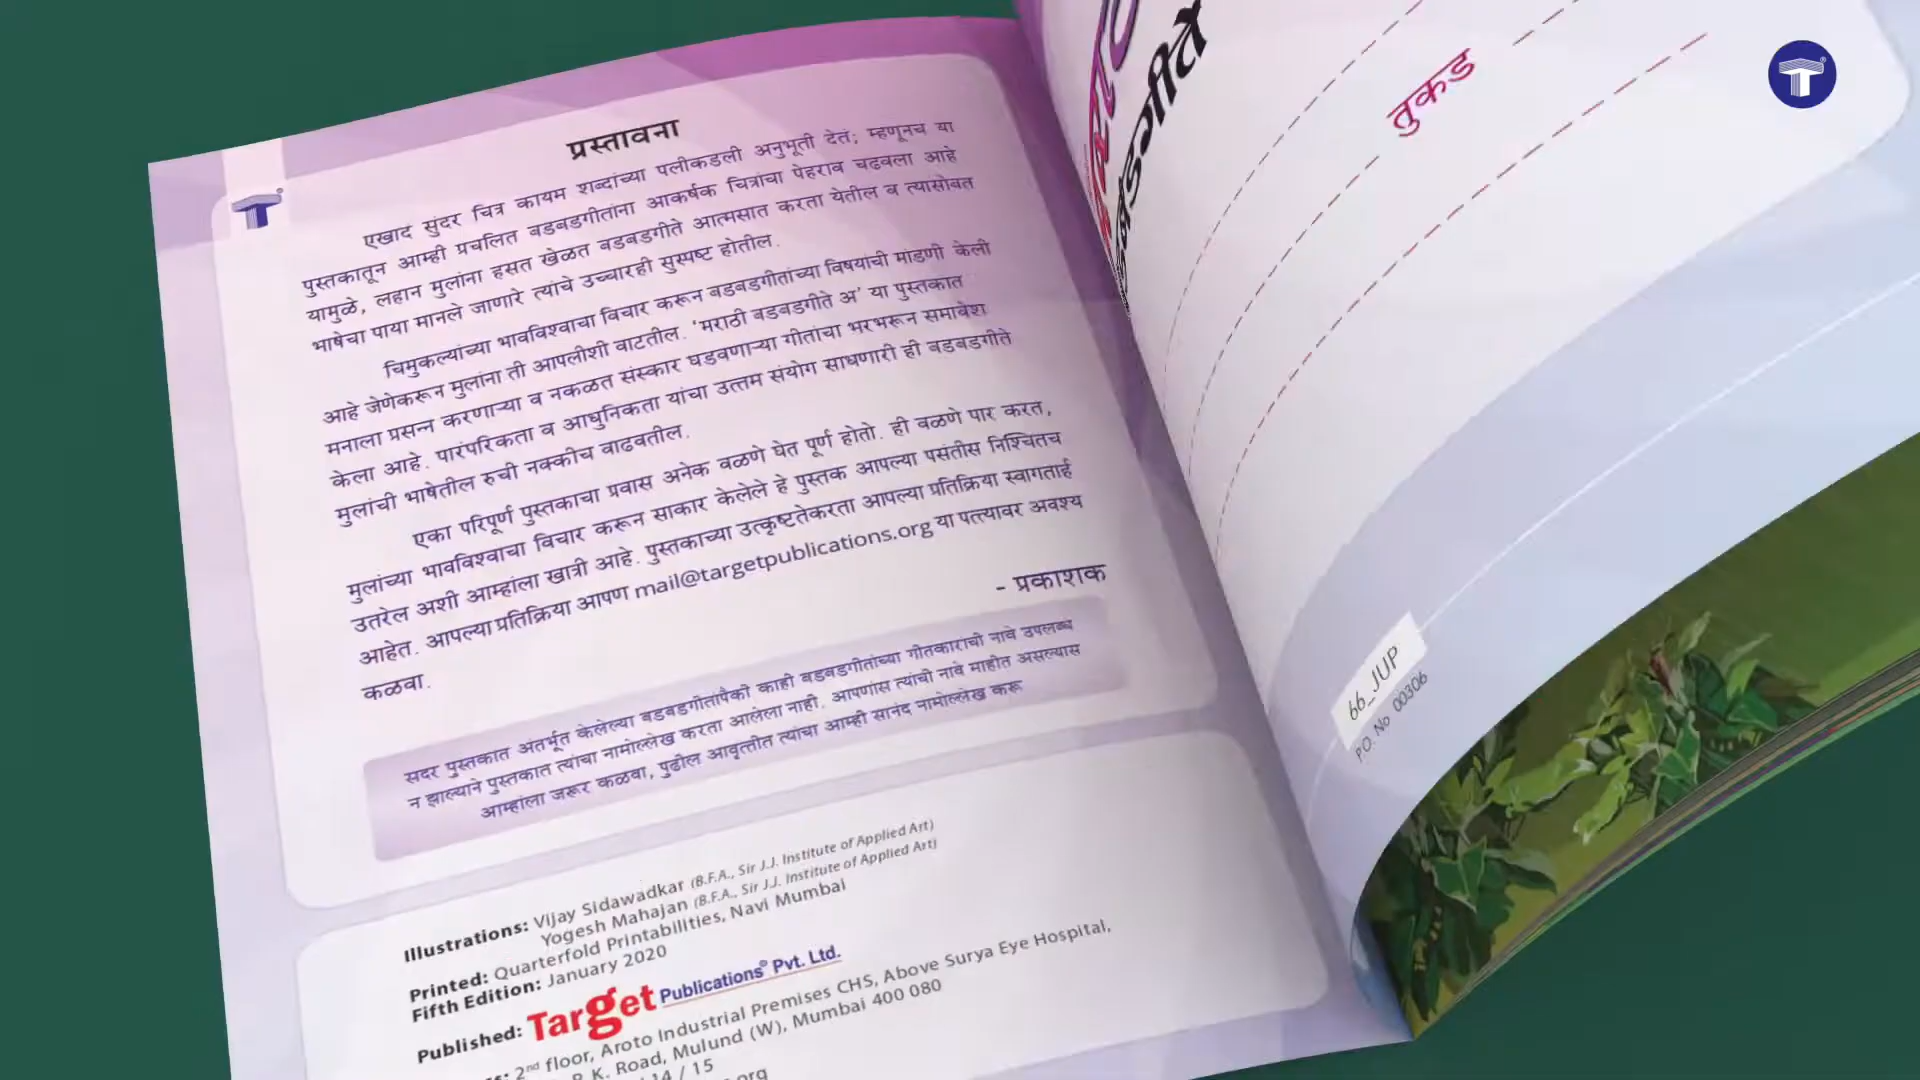 प्रस्तावना
एखादं सुंदर चित्र कायम शब्दांच्या पलीकडली अनुभूती देतं; म्हणूनच या
पुस्तकातून आम्ही प्रचलित बडबडगीतांना आकर्षक चित्रांचा पेहराव चढवला आहे
यामुळे, लहान मुलांना हसत खेळत बडबडगीते आत्मसात करता येतील व त्यासोबत
भाषेचा पाया मानले जाणारे त्यांचे उच्चारही सुस्पष्ट होतील.
चिमुकल्यांच्या भावविश्वाचा विचार करून बडबडगीतांच्या विषयांची मांडणी केली
आहे जेणेकरून मुलांना ती आपलीशी वाटतील. 'मराठी बडबडगीते अ' या पुस्तकात
मनाला प्रसन्न करणाऱ्या व नकळत संस्कार घडवणाऱ्या गीतांचा भरभरून समावेश
केला आहे. पारंपरिकता व आधुनिकता यांचा उत्तम संयोग साधणारी ही बडबडगीते
मुलांची भाषेतील रुची नक्कीच वाढवतील.
एका परिपूर्ण पुस्तकाचा प्रवास अनेक वळणे घेत पूर्ण होतो. ही वळणे पार करत,
मुलांच्या भावविश्वाचा विचार करून साकार केलेले हे पुस्तक आपल्या पसंतीस निश्चितच
उतरेल अशी आम्हांला खात्री आहे. पुस्तकाच्या उत्कृष्टतेकरता आपल्या प्रतिक्रिया स्वागतार्ह
आहेत. आपल्या प्रतिक्रिया आपण mail@targetpublications.org या पत्त्यावर अवश्य
कळवा.
- प्रकाशक
सदर पुस्तकात अंतर्भूत केलेल्या बडबडगीतांपैकी काही बडबडगीतांच्या गीतकारांची नावे उपलब्ध
न झाल्याने पुस्तकात त्यांचा नामोल्लेख करता आलेला नाही. आपणांस त्यांची नावे माहीत असल्यास
आम्हांला जरूर कळवा, पुढील आवृत्तीत त्यांचा आम्ही सानंद नामोल्लेख करू
Illustrations: Vijay Sidawadkar (B.F.A., Sir J.J. Institute of Applied Art)
Yogesh Mahajan (B.F.A., Sir J.J. Institute of Applied Art)
Printed: Quarterfold Printabilities, Navi Mumbai
Fifth Edition: January 2020
Published: Target Publications® Pvt. Ltd.
2nd floor, Aroto Industrial Premises CHS, Above Surya Eye Hospital,
P. K. Road, Mulund (W), Mumbai 400 080
14 / 15
.org
बडबडगीते
तुकड
66_JUP
P.O. No 00306